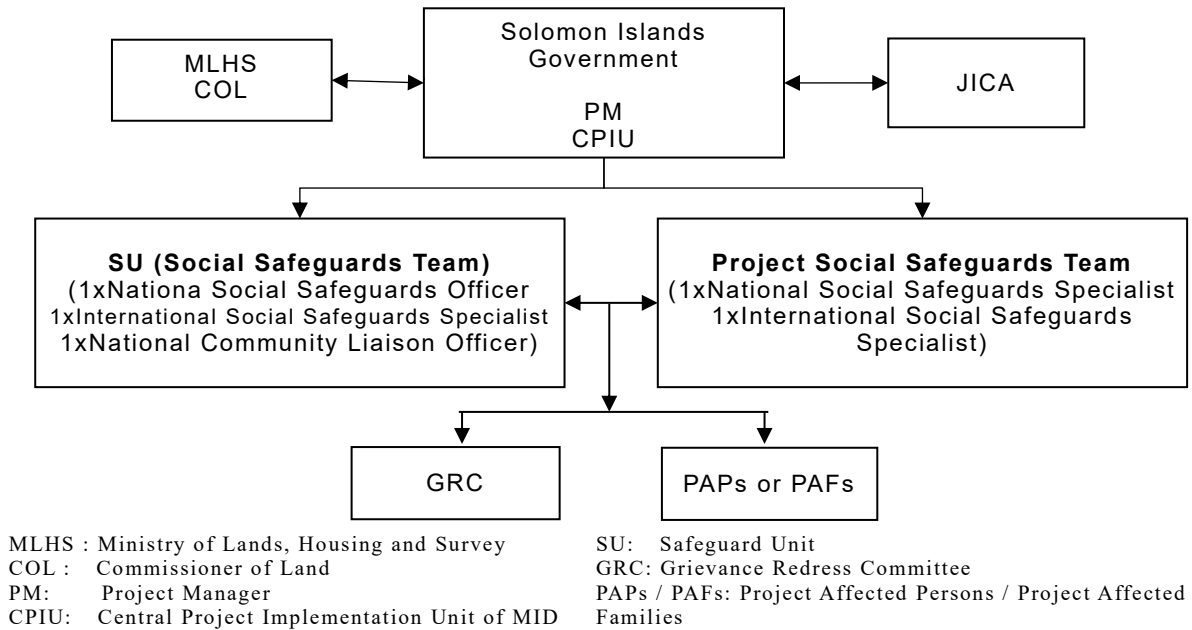 Solomon Islands
Government
PM
CPIU
MLHS
COL
JICA
SU (Social Safeguards Team)
(1xNationa Social Safeguards Officer
1xInternational Social Safeguards Specialist
1xNational Community Liaison Officer)
Project Social Safeguards Team
(1xNational Social Safeguards Specialist
1xInternational Social Safeguards
Specialist)
GRC
PAPs or PAFs
MLHS : Ministry of Lands, Housing and Survey
COL : Commissioner of Land
PM: Project Manager
CPIU: Central Project Implementation Unit of MID
SU: Safeguard Unit
GRC: Grievance Redress Committee
PAPs / PAFs: Project Affected Persons / Project Affected
Families